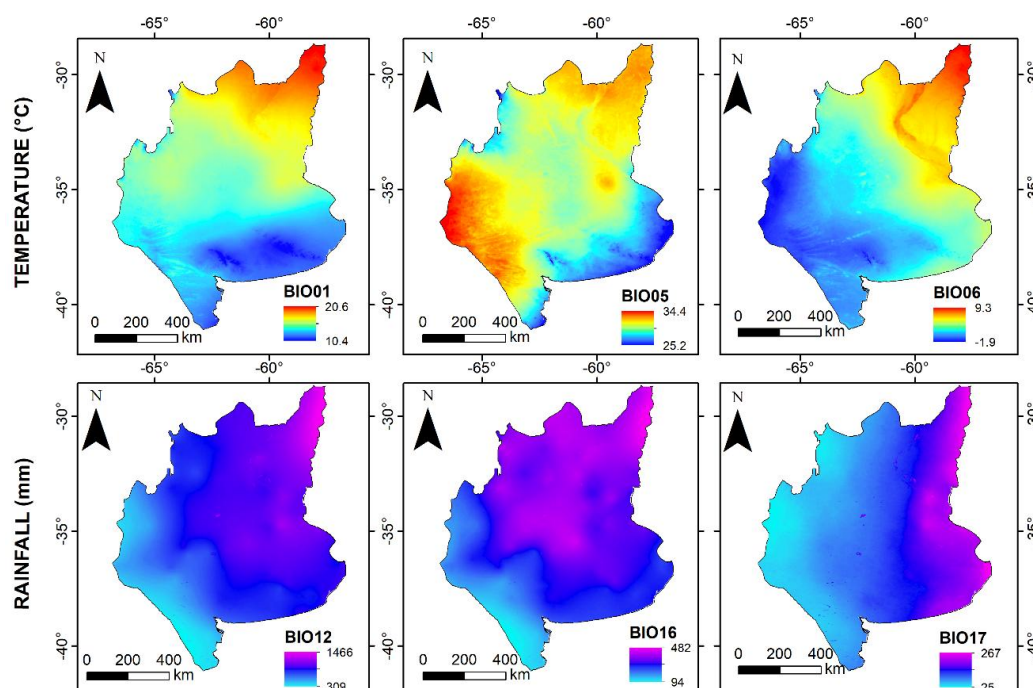 -65° -60° -65° -60° -65° -60°
TEMPERATURE (°C)
N N N
-30° -30° -30°
-35° -35° -35°
-40° -40° -40°
BIO01
20.6
10.4
0 200 400
km
BIO05
34.4
25.2
0 200 400
km
BIO06
9.3
-1.9
0 200 400
km
-65° -60° -65° -60° -65° -60°
RAINFALL (mm)
N N N
-30° -30° -30°
-35° -35° -35°
-40° -40° -40°
BIO12
1466
309
0 200 400
km
BIO16
482
94
0 200 400
km
BIO17
267
25
0 200 400
km